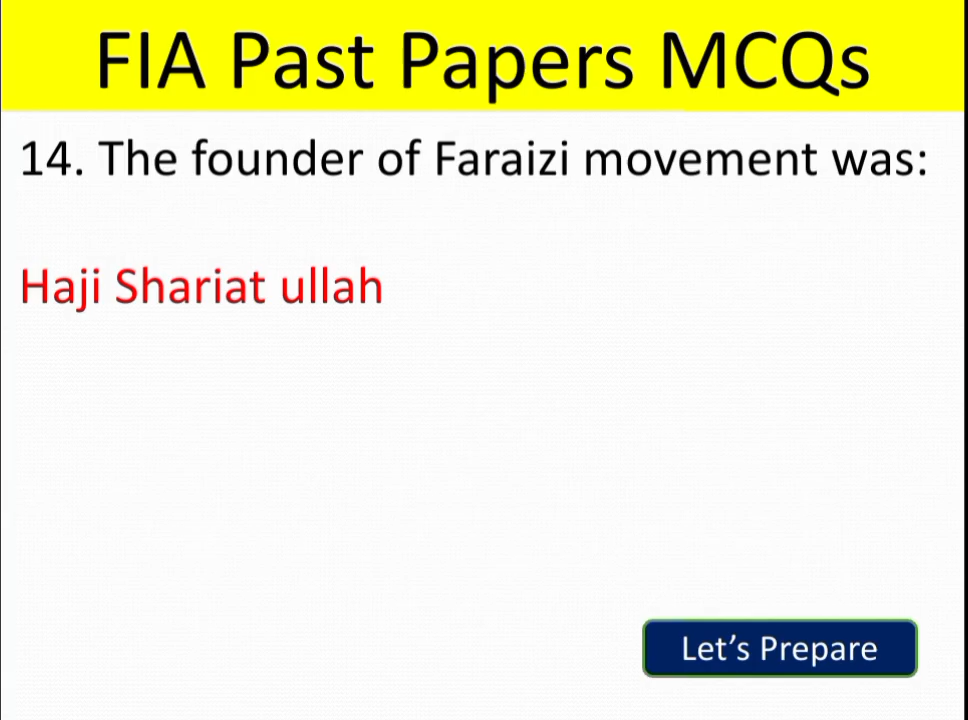 FIA Past Papers MCQs
14. The founder of Faraizi movement was:
Haji Shariat ullah
Let’s Prepare